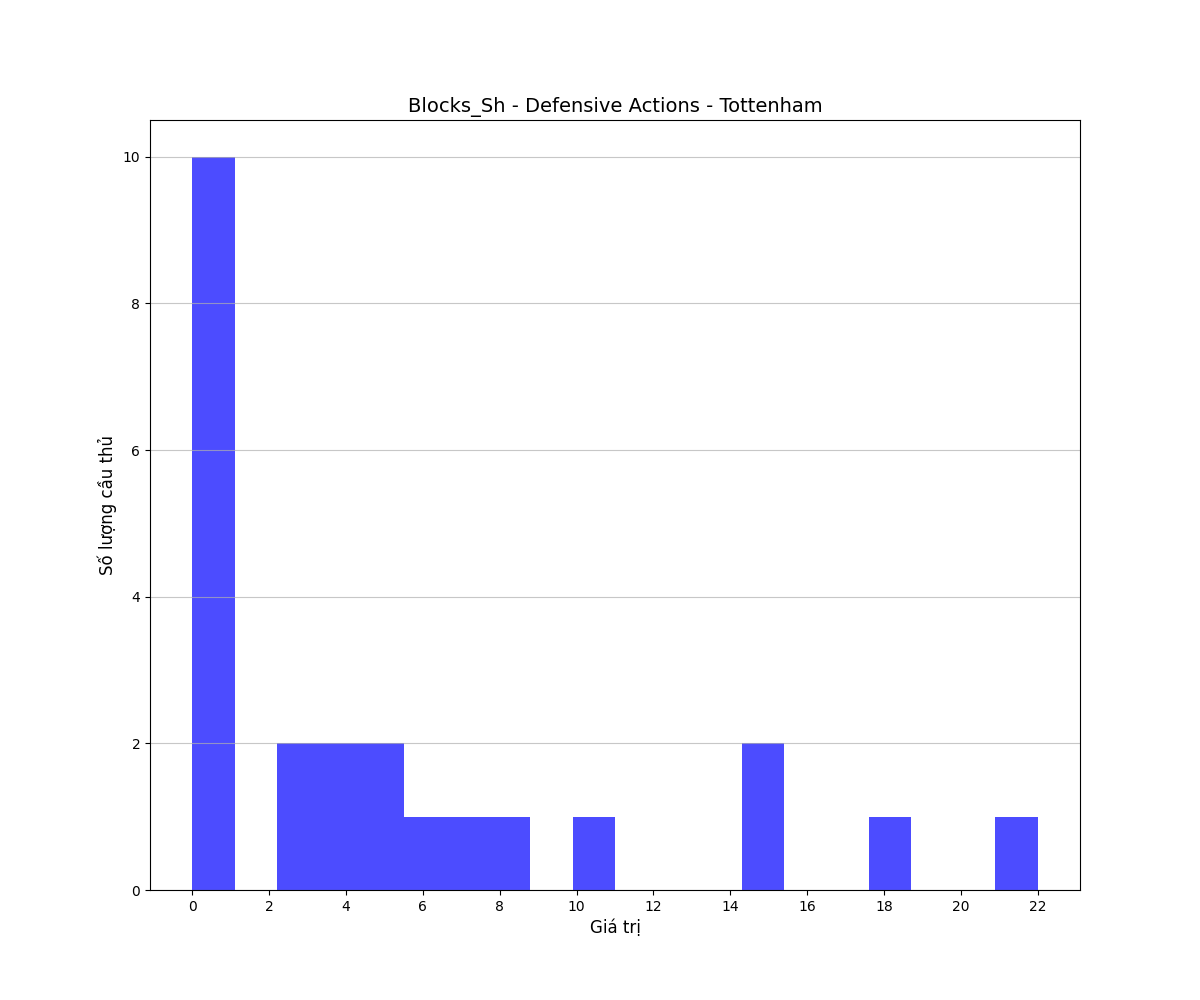 Blocks_Sh - Defensive Actions - Tottenham
10
8
6
4
2
0
Số lượng cầu thủ
0 2 4 6 8 10 12 14 16 18 20 22
Giá trị